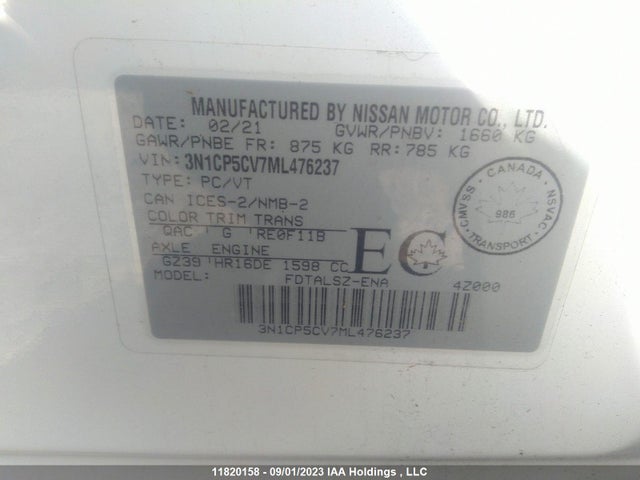 MANUFACTURED BY NISSAN MOTOR CO., LTD.
DATE: 02/21 GVWR/PNBV: 1660 KG
GAWR/PNBE FR: 875 KG RR: 785 KG
VIN: 3N1CP5CV7ML476237
TYPE: PC/VT
CAN ICES-2/NMB-2
COLOR TRIM TRANS
QAC G RE0F11B
AXLE ENGINE
GZ39 HR16DE 1598 CC
MODEL: FDTALSZ-ENA 4Z000
EC
CANADA
CMVSS NSVAC
986
TRANSPORT
3N1CP5CV7ML476237
11820158 - 09/01/2023 IAA Holdings , LLC